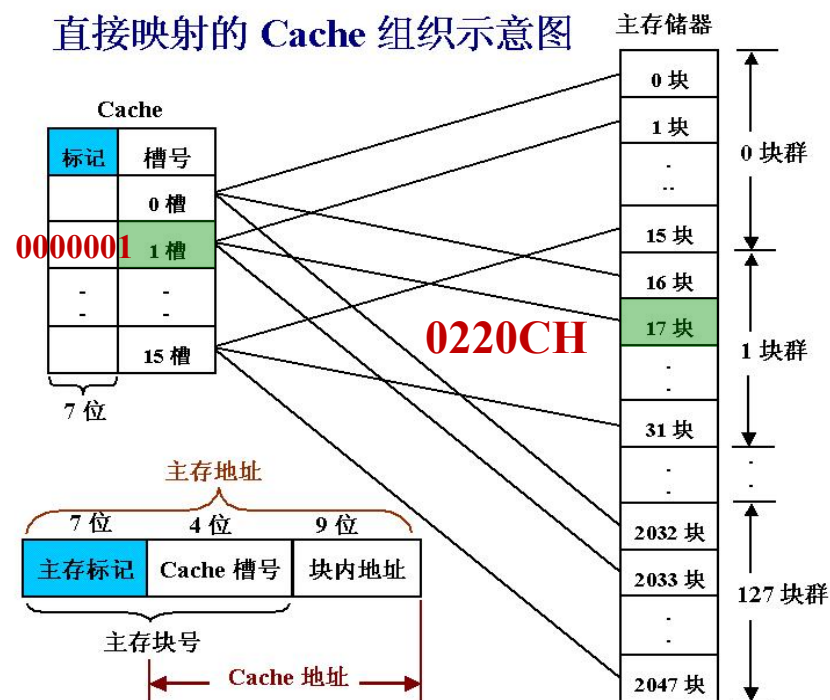 直接映射的 Cache 组织示意图
主存储器
Cache
标记 槽号
0 槽
0000001 1 槽
15 槽
7 位
0 块
1 块
15 块
16 块
17 块
31 块
2032 块
2033 块
2047 块
0 块群
1 块群
127 块群
0220CH
主存地址
7 位 4 位 9 位
主存标记 Cache 槽号 块内地址
主存块号
Cache 地址